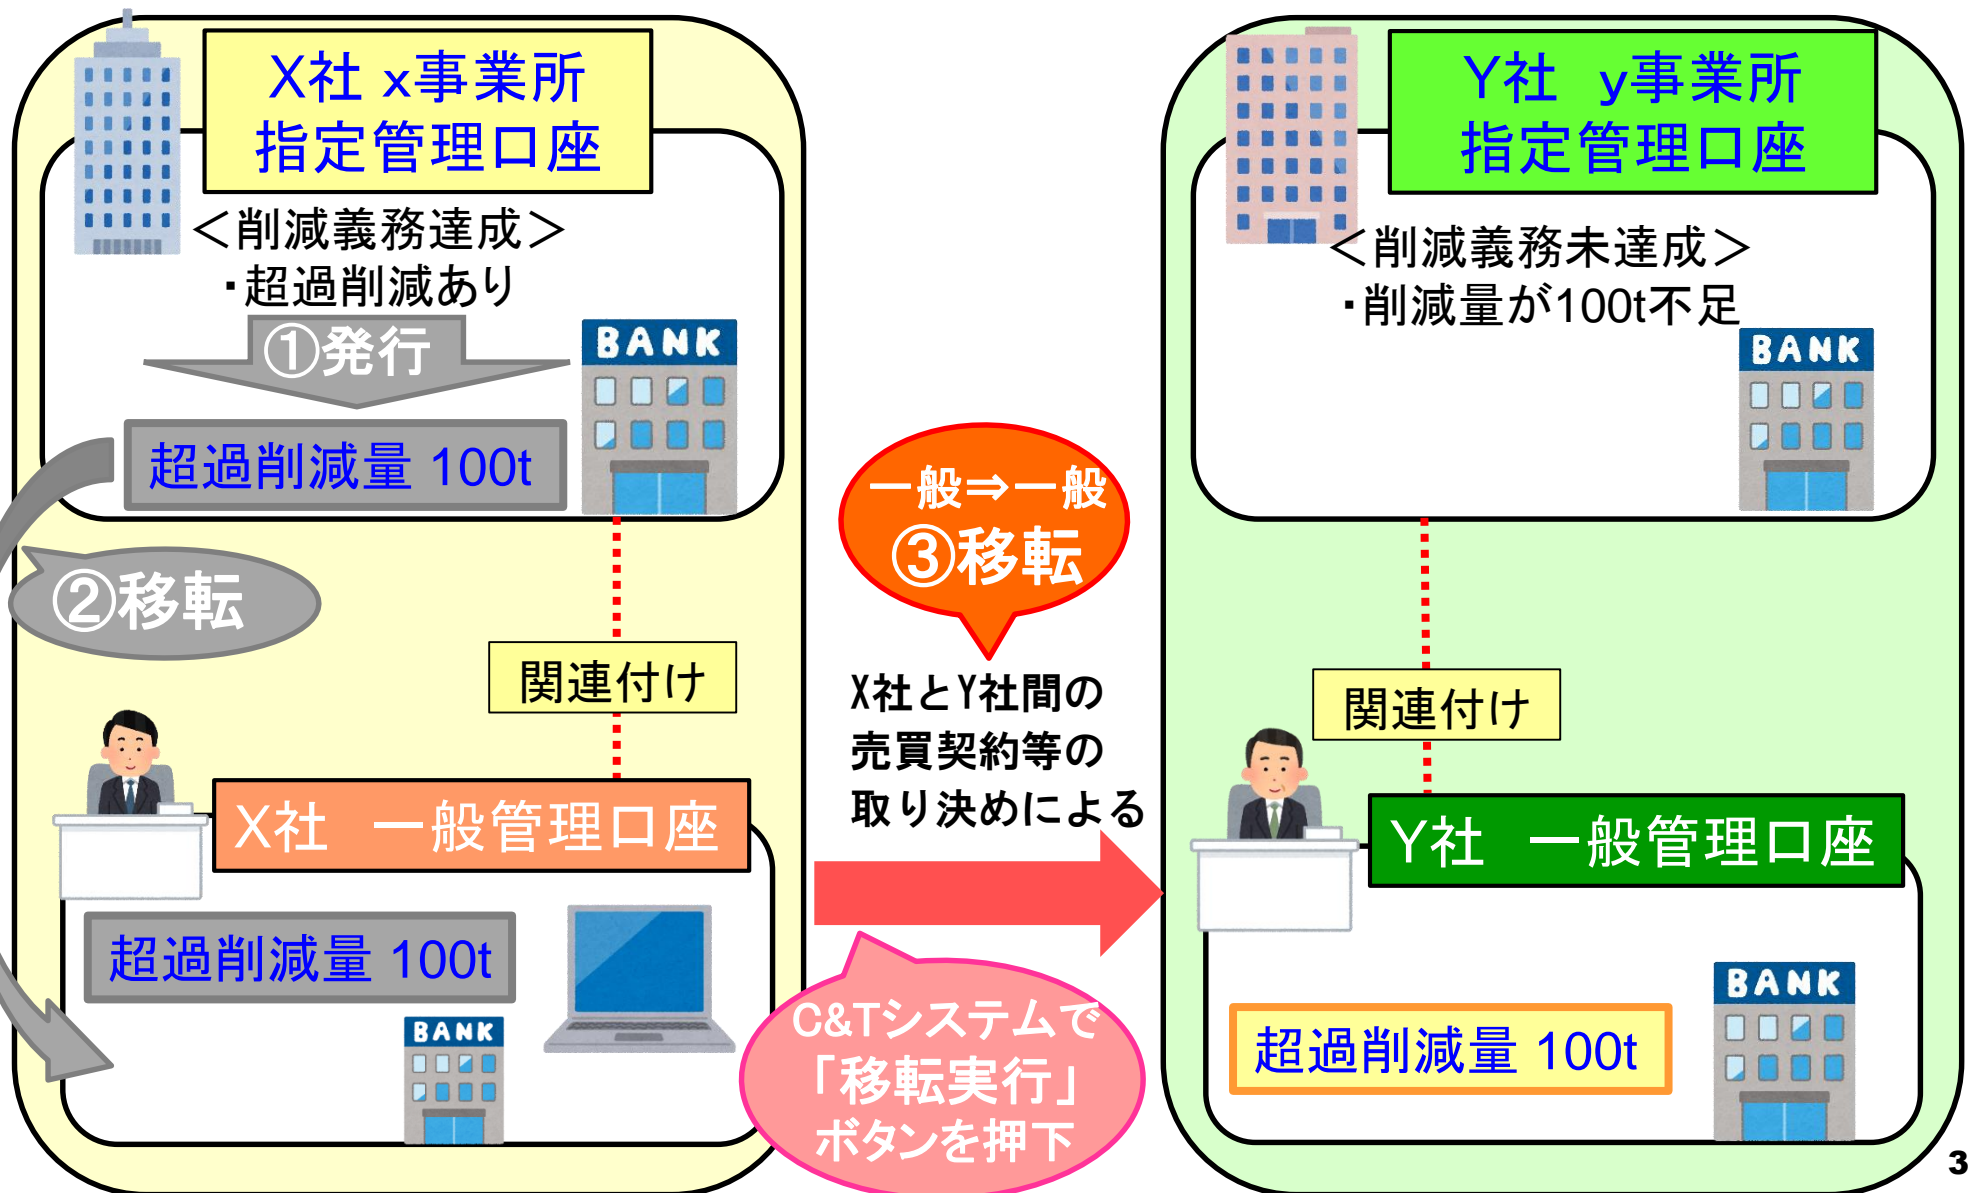 X社 x事業所
指定管理口座
＜削減義務達成＞
・超過削減あり
①発行
BANK
超過削減量 100t
②移転
関連付け
X社　一般管理口座
超過削減量 100t
BANK
一般⇒一般
③移転
X社とY社間の
売買契約等の
取り決めによる
C&Tシステムで
「移転実行」
ボタンを押下
Y社　y事業所
指定管理口座
＜削減義務未達成＞
・削減量が100t不足
BANK
関連付け
Y社　一般管理口座
BANK
超過削減量 100t
3